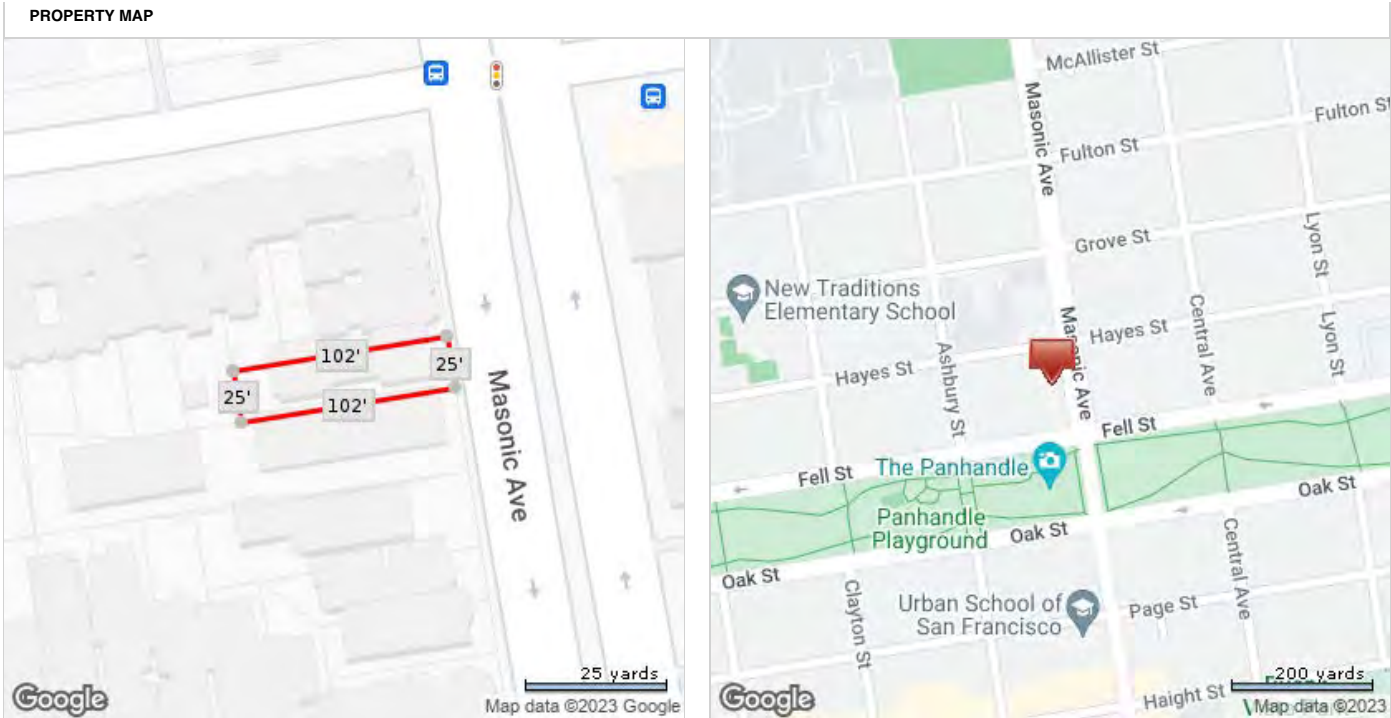 PROPERTY MAP
102'
25'
25'
102'
Masonic Ave
25 yards
Google
Map data ©2023 Google
McAllister St
Masonic Ave
Fulton St
Fulton St
Grove St
Lyon St
New Traditions
Elementary School
Masonic Ave
Hayes St
Central Ave
Lyon St
Ashbury St
Hayes St
Fell St
The Panhandle
Fell St
Oak St
Panhandle
Playground
Oak St
Oak St
Central Ave
Clayton St
Urban School of
San Francisco
Page St
200 yards
Haight St
Google
Map data ©2023